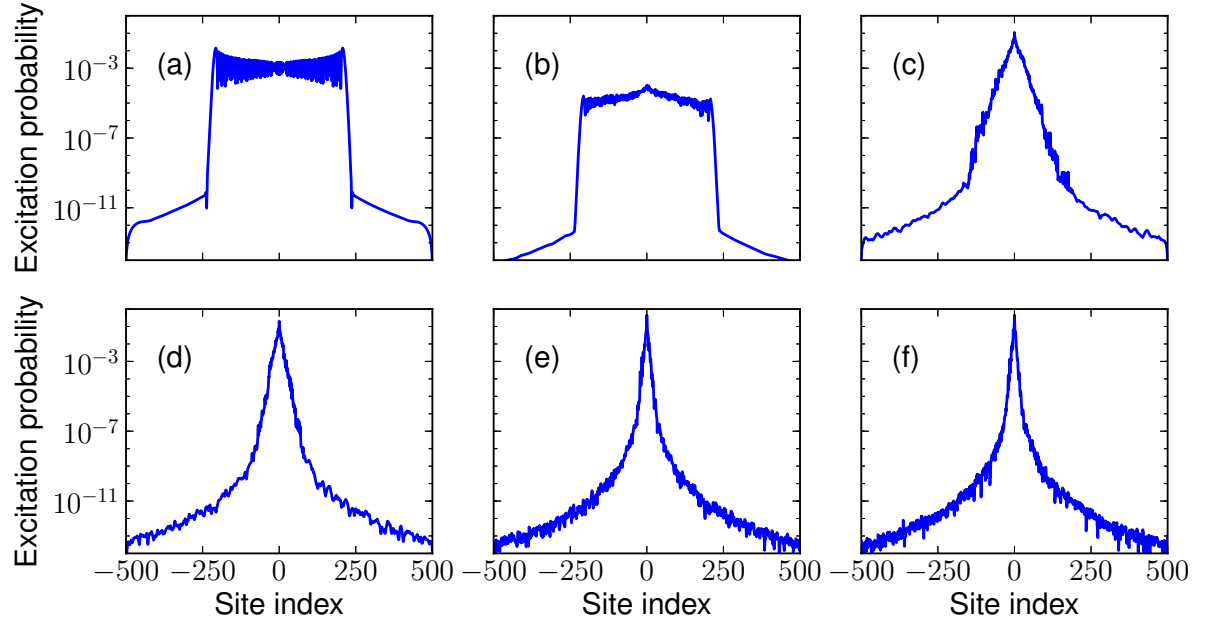 Excitation probability
10⁻³
10⁻⁷
10⁻¹¹
(a)
(b)
(c)
Excitation probability
10⁻³
10⁻⁷
10⁻¹¹
(d)
(e)
(f)
−500 −250 0 250 500
−500 −250 0 250 500
−500 −250 0 250 500
Site index
Site index
Site index